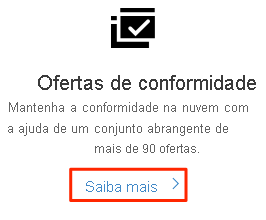 Ofertas de conformidade
Mantenha a conformidade na nuvem com
a ajuda de um conjunto abrangente de
mais de 90 ofertas.
Saiba mais